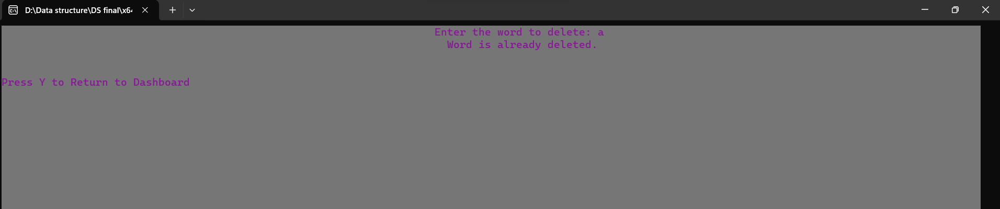 D:\Data structure\DS final\x64
Enter the word to delete: a
Word is already deleted.
Press Y to Return to Dashboard